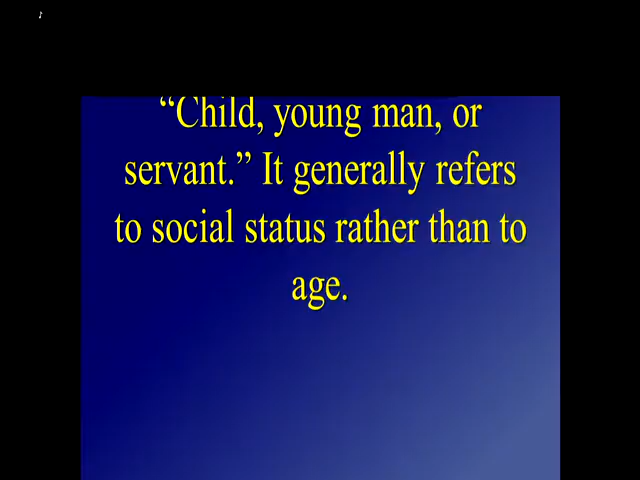 ♪
“Child, young man, or
servant.” It generally refers
to social status rather than to
age.